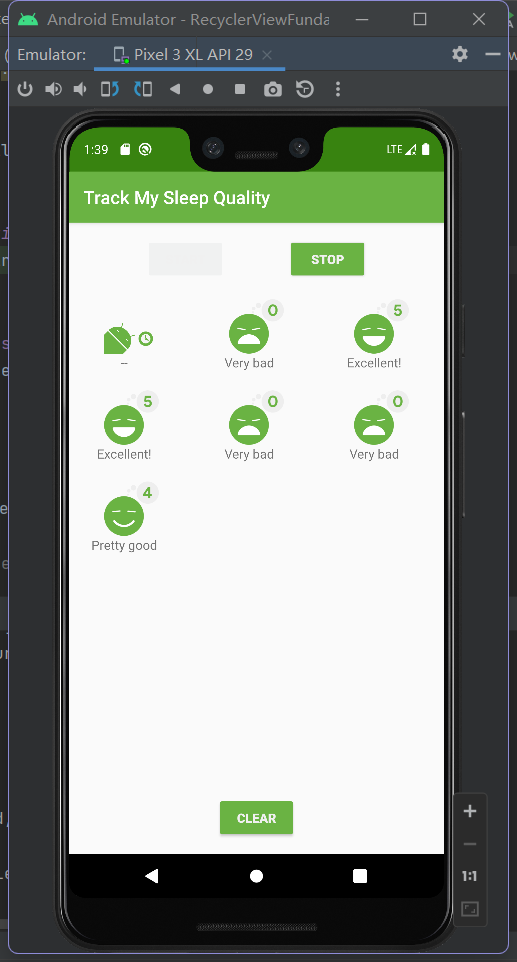 Android Emulator - RecyclerViewFunda
Emulator:
Pixel 3 XL API 29
1:39
LTE
Track My Sleep Quality
STOP
0
5
--
Very bad
Excellent!
5
0
0
Excellent!
Very bad
Very bad
4
Pretty good
CLEAR
1:1